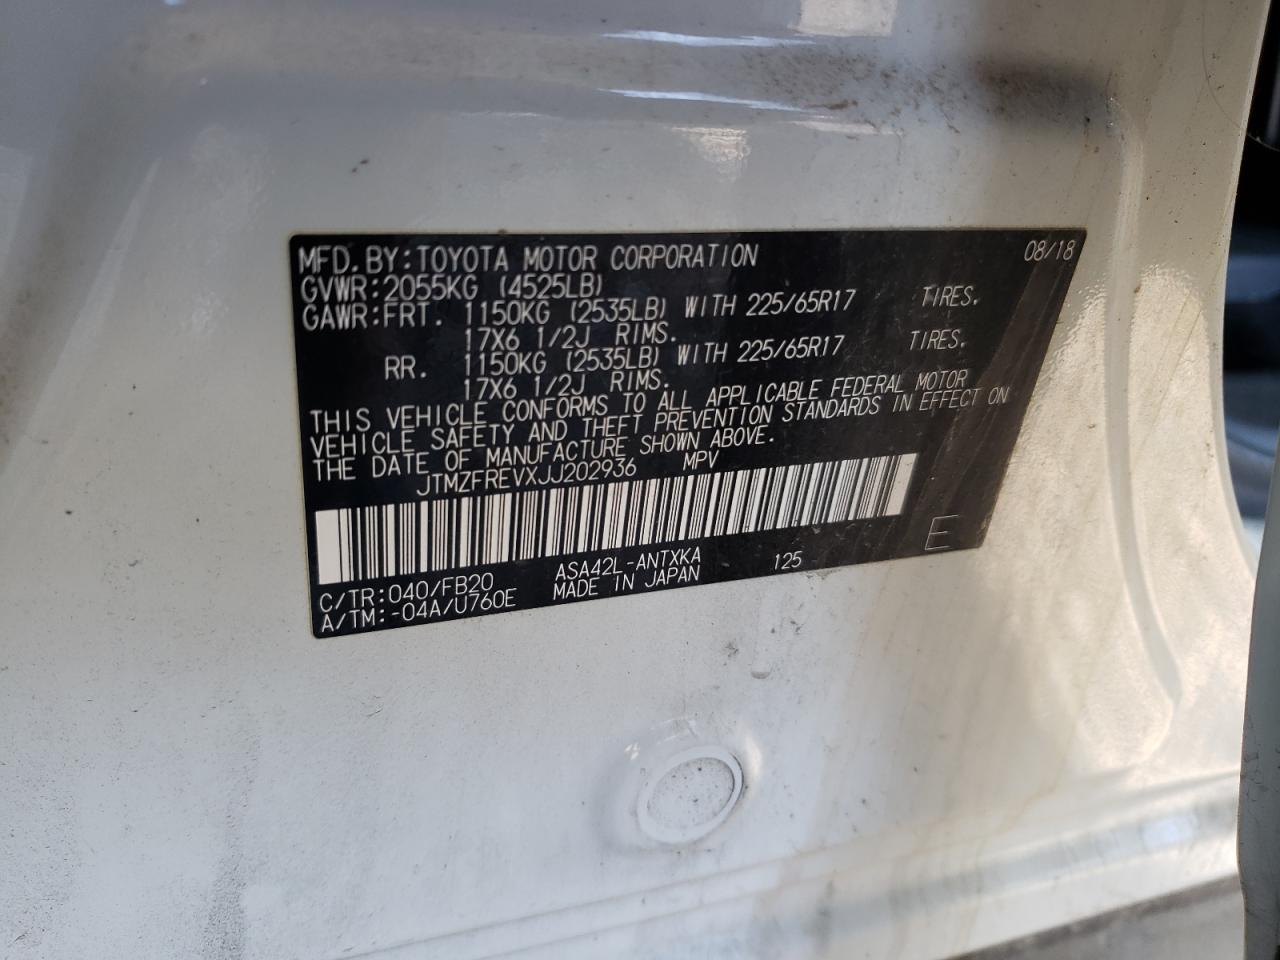 MFD.BY:TOYOTA MOTOR CORPORATION 08/18
GVWR:2055KG (4525LB)
GAWR:FRT. 1150KG (2535LB) WITH 225/65R17 TIRES.
17X6 1/2J RIMS.
RR. 1150KG (2535LB) WITH 225/65R17 TIRES.
17X6 1/2J RIMS.
THIS VEHICLE CONFORMS TO ALL APPLICABLE FEDERAL MOTOR
VEHICLE SAFETY AND THEFT PREVENTION STANDARDS IN EFFECT ON
THE DATE OF MANUFACTURE SHOWN ABOVE.
JTMZFREVXJJ202936 MPV
E
C/TR:040/FB20 ASA42L-ANTXKA 125
A/TM:-04A/U760E MADE IN JAPAN